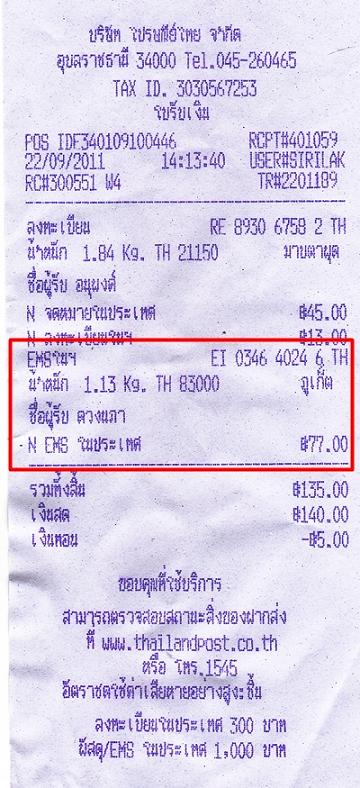 บริษัท ไปรษณีย์ไทย จำกัด
อุบลราชธานี 34000 Tel.045-260465
TAX ID. 3030567253
ใบรับเงิน
POS IDF340109100446 RCPT#401059
22/09/2011 14:13:40 USER#SIRILAK
RC#300551 W4 TR#2201189
ลงทะเบียน RE 8930 6758 2 TH
น้ำหนัก 1.84 Kg. TH 21150 มาบตาพุด
ชื่อผู้รับ อนุพงศ์
N จดหมายในประเทศ ฿45.00
N ลงทะเบียนในฯ ฿13.00
EMSในฯ EI 0346 4024 6 TH
น้ำหนัก 1.13 Kg. TH 83000 ภูเก็ต
ชื่อผู้รับ ดวงแภา
N EMS ในประเทศ ฿77.00
รวมทั้งสิ้น ฿135.00
เงินสด ฿140.00
เงินทอน -฿5.00
ขอบคุณที่ใช้บริการ
สามารถตรวจสอบสถานะสิ่งของฝากส่ง
ที่ www.thailandpost.co.th
หรือ โทร.1545
อัตราชดใช้ค่าเสียหายอย่างสูง:ชิ้น
ลงทะเบียนในประเทศ 300 บาท
พัสดุ/EMS ในประเทศ 1,000 บาท